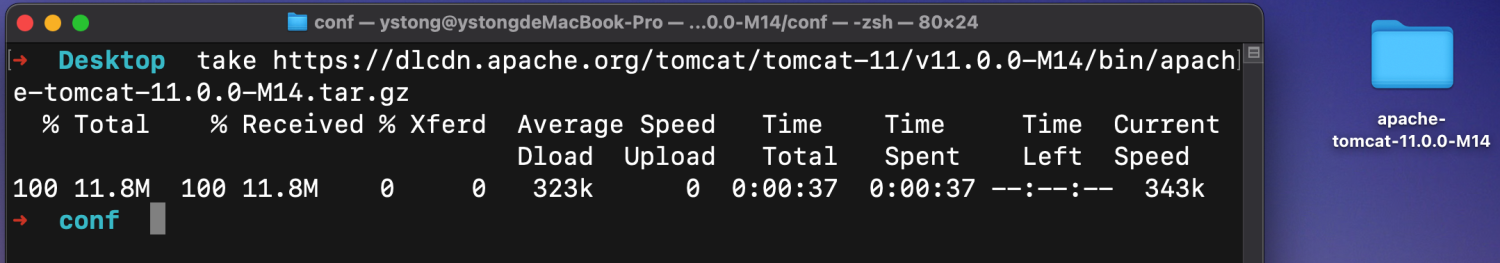 conf — ystong@ystongdeMacBook-Pro — ...0.0-M14/conf — -zsh — 80×24
[➜  Desktop  take https://dlcdn.apache.org/tomcat/tomcat-11/v11.0.0-M14/bin/apach]
e-tomcat-11.0.0-M14.tar.gz
  % Total    % Received % Xferd  Average Speed   Time    Time     Time  Current
                                 Dload  Upload   Total   Spent    Left  Speed
100 11.8M  100 11.8M    0     0   323k      0  0:00:37  0:00:37 --:--:--  343k
➜  conf
apache-
tomcat-11.0.0-M14